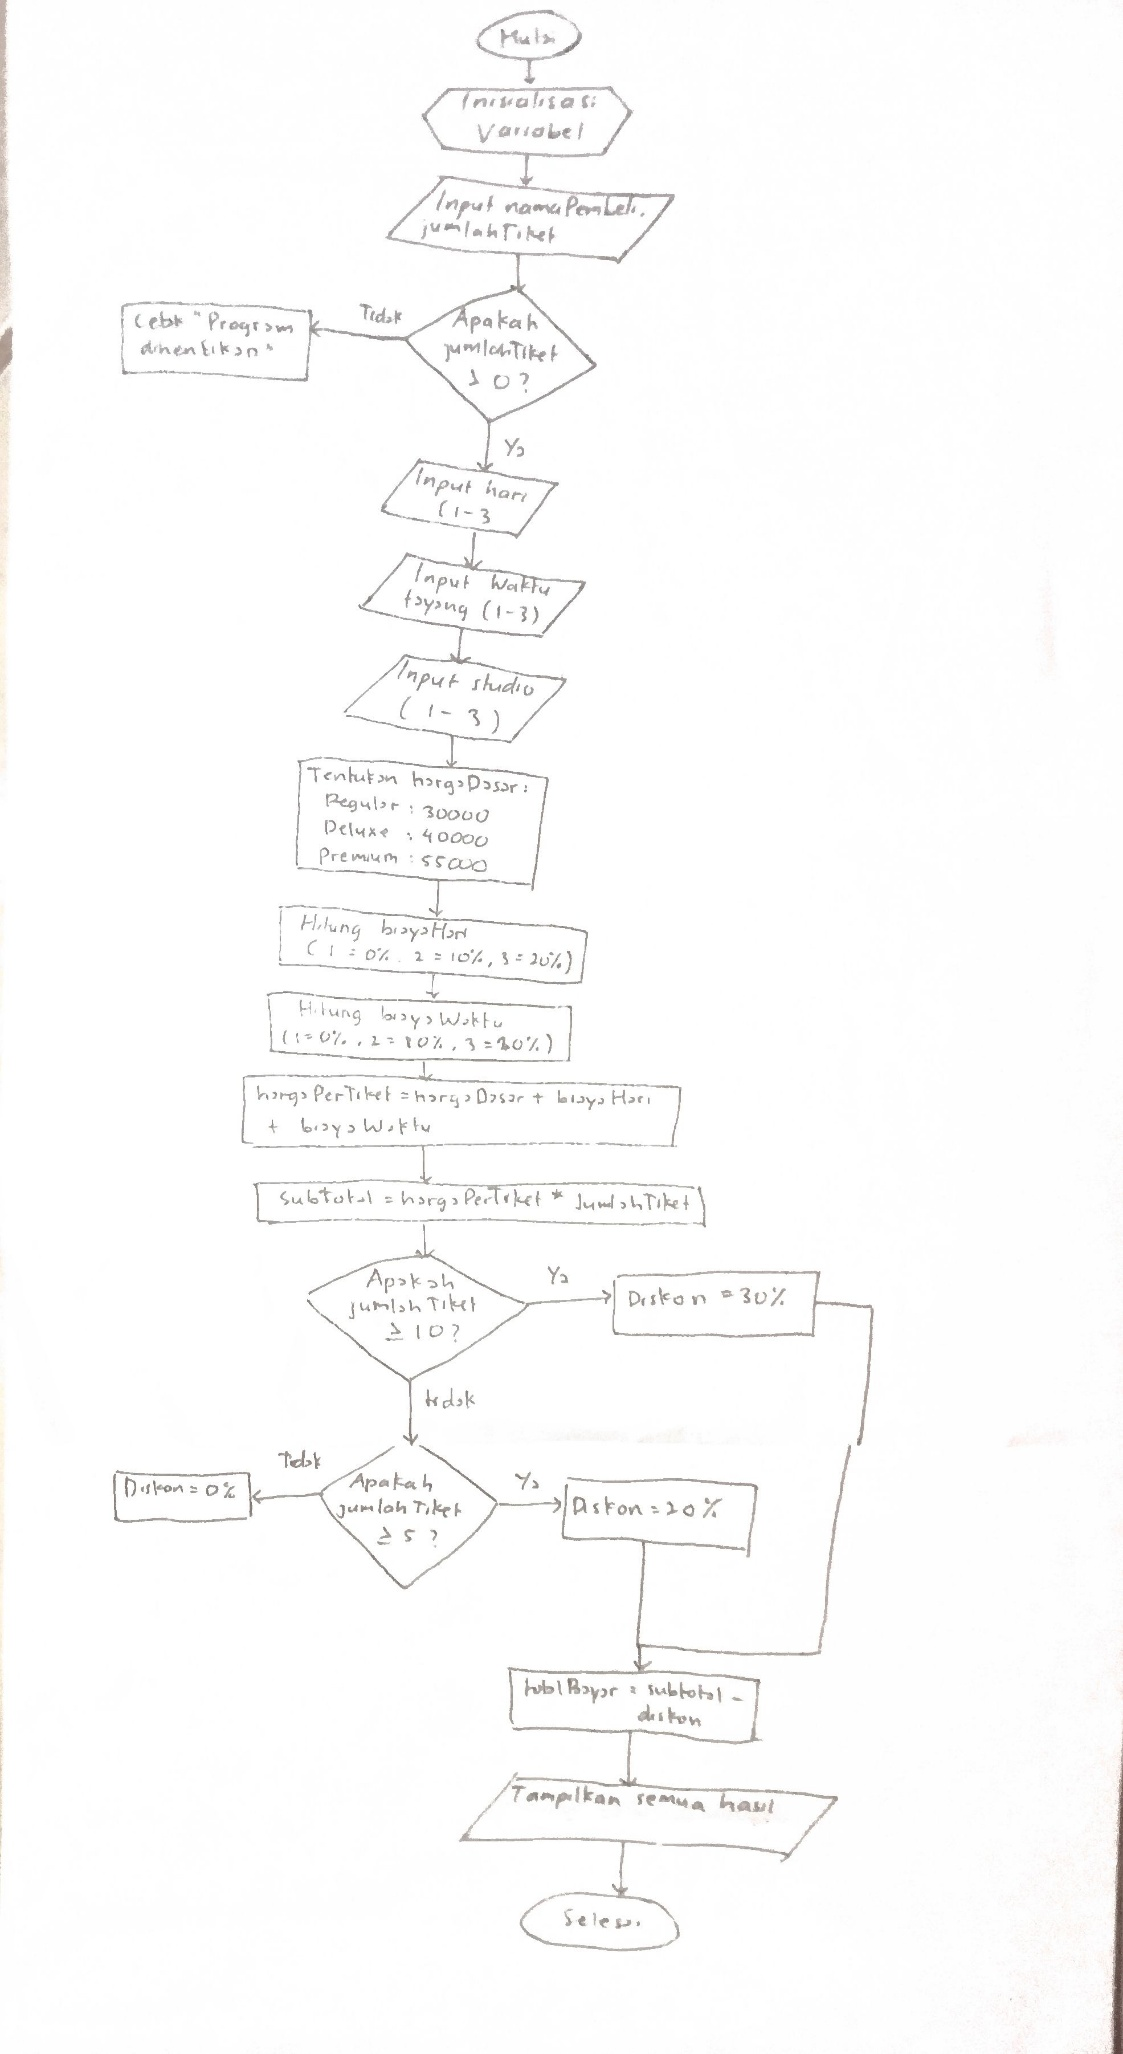 Mulai
Inisialisasi
Variabel
Input namaPembeli,
jumlahTiket
Apakah
jumlahTiket
> 0 ?
Tidak
Cetak "Program
dihentikan"
Ya
Input hari
(1-3
Input Waktu
tayang (1-3)
Input studio
( 1 - 3 )
Tentukan hargaDasar :
Regular : 30000
Deluxe : 40000
Premium : 55000
Hitung biayaHari
( 1 = 0%, 2 = 10%, 3 = 20%)
Hitung biayaWaktu
(1=0%, 2= %, 3= %)
hargaPerTiket = hargaDasar + biayaHari
+ biayaWaktu
subtotal = hargaPerTiket * JumlahTiket
Apakah
jumlahTiket
≥ 10 ?
Ya
Diskon = 30%
tidak
Apakah
jumlahTiket
≥ 5 ?
Tidak
Diskon = 0%
Ya
Diskon = 20%
totalBayar = subtotal -
diskon
Tampilkan semua hasil
Selesai